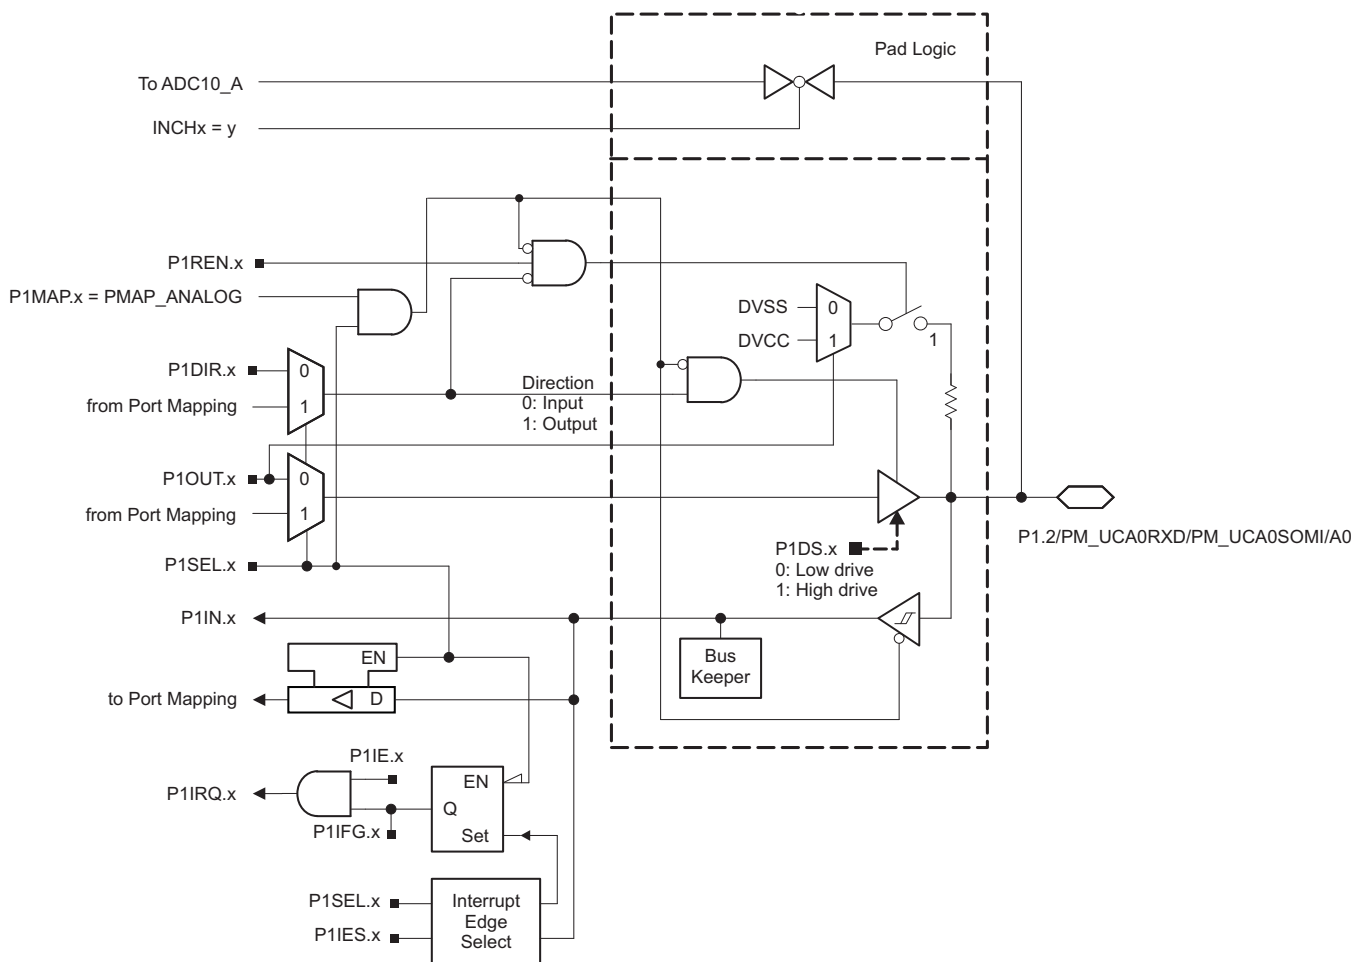 Pad Logic
To ADC10_A
INCHx = y
P1REN.x
P1MAP.x = PMAP_ANALOG
DVSS
0
DVCC
1
1
P1DIR.x
0
from Port Mapping
1
Direction
0: Input
1: Output
P1OUT.x
0
from Port Mapping
1
P1SEL.x
P1DS.x
0: Low drive
1: High drive
P1.2/PM_UCA0RXD/PM_UCA0SOMI/A0
P1IN.x
Bus
Keeper
EN
to Port Mapping
D
P1IE.x
P1IRQ.x
EN
Q
P1IFG.x
Set
P1SEL.x
P1IES.x
Interrupt
Edge
Select